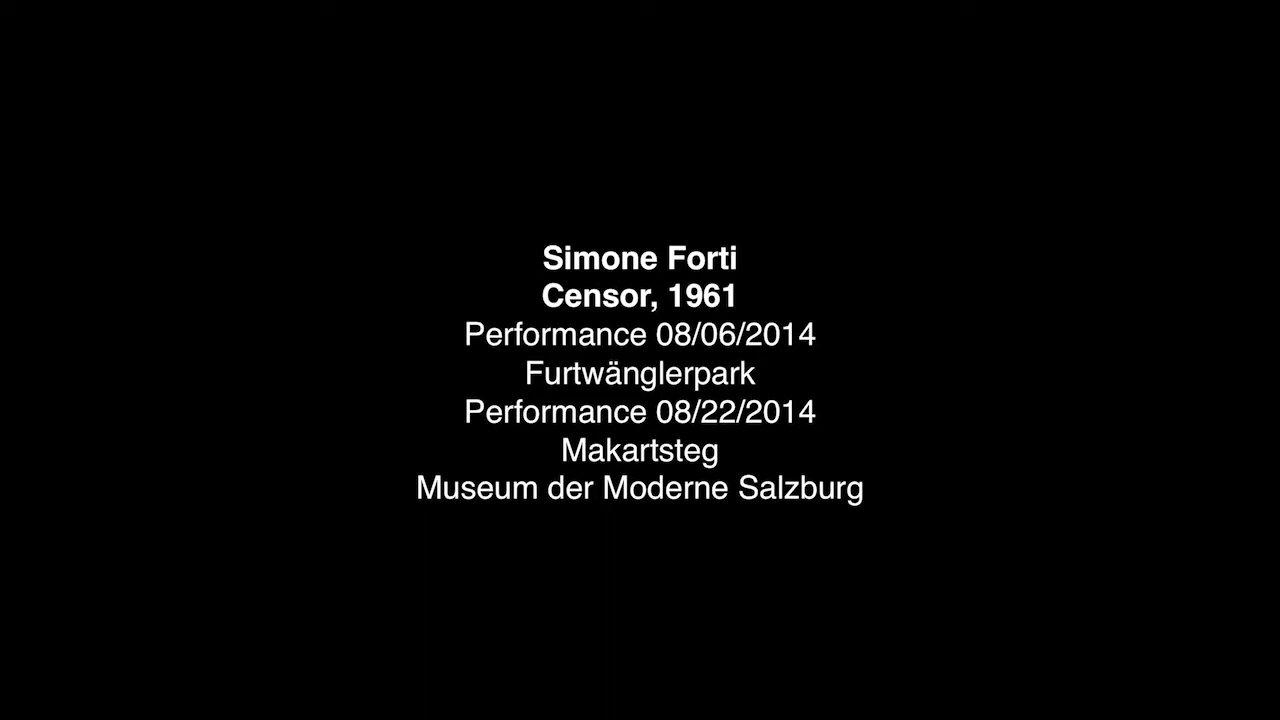 Simone Forti
Censor, 1961
Performance 08/06/2014
Furtwänglerpark
Performance 08/22/2014
Makartsteg
Museum der Moderne Salzburg